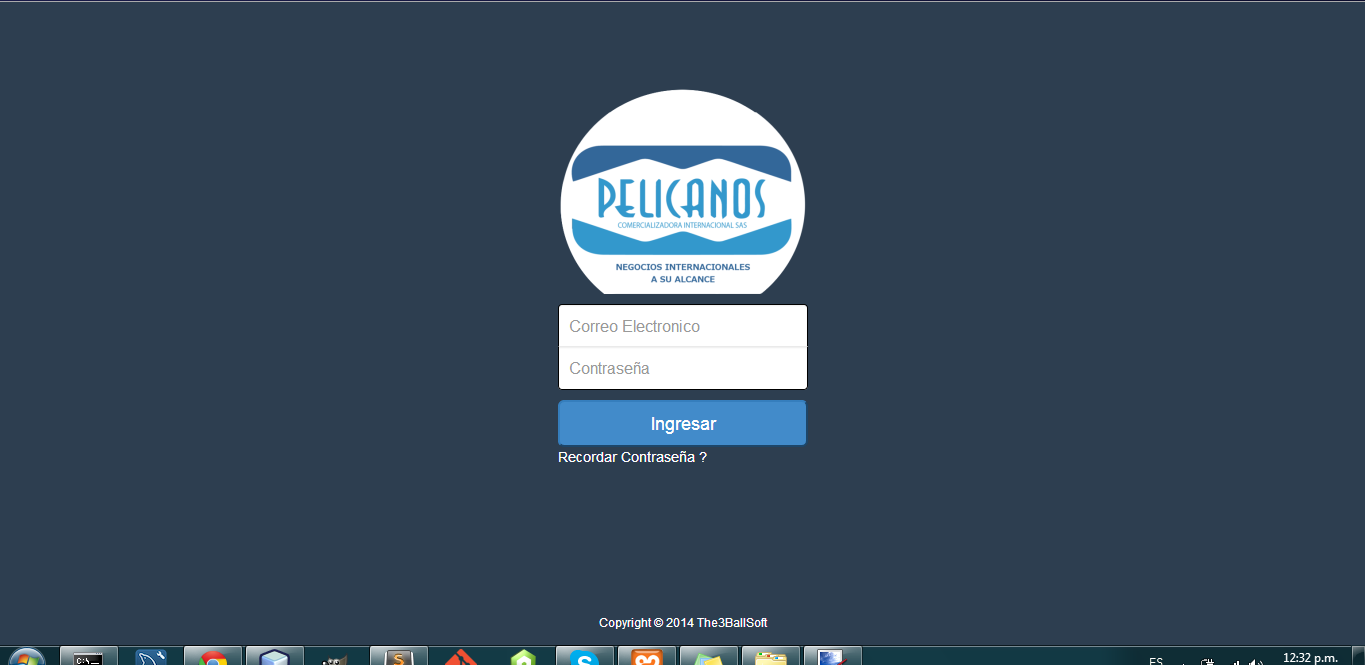 PELICANOS
COMERCIALIZADORA INTERNACIONAL SAS
NEGOCIOS INTERNACIONALES
A SU ALCANCE
Correo Electronico
Contraseña
Ingresar
Recordar Contraseña ?
Copyright © 2014 The3BallSoft
C:\
S
S
ES
12:32 p.m.